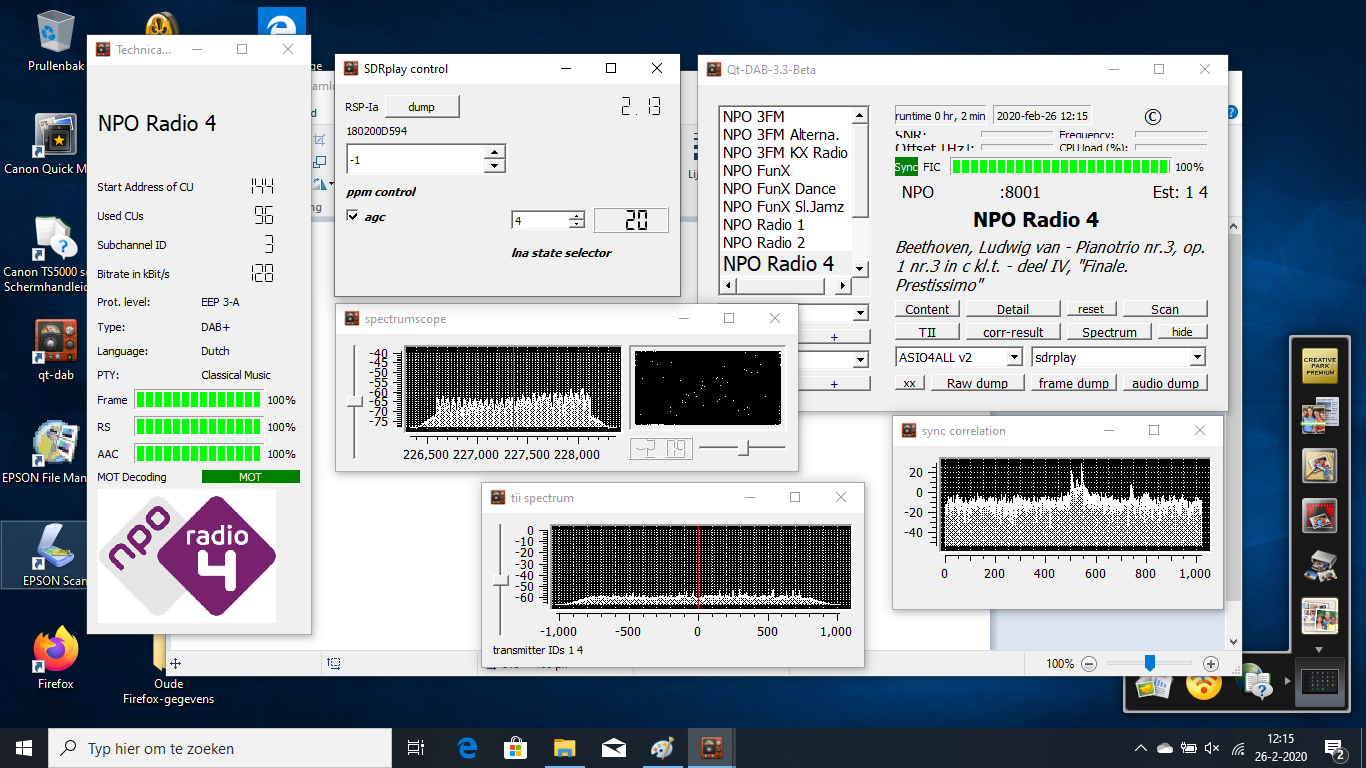 Prullenbak
Canon Quick M
Canon TS5000 se
Schermhandleid
qt-dab
EPSON File Man
EPSON Scan
Firefox
Oude
Firefox-gegevens
Technica...
NPO Radio 4
Start Address of CU 144
Used CUs 96
Subchannel ID 3
Bitrate in kBit/s 128
Prot. level: EEP 3-A
Type: DAB+
Language: Dutch
PTY: Classical Music
Frame 100%
RS 100%
AAC 100%
MOT Decoding MOT
npo radio 4
SDRplay control
RSP-Ia dump 2.13
180200D594
-1
ppm control
agc 4 20
lna state selector
spectrumscope
-40
-45
-50
-55
-60
-65
-70
-75
226,500 227,000 227,500 228,000
-2.09
tii spectrum
0
-10
-20
-30
-40
-50
-60
-1,000 -500 0 500 1,000
transmitter IDs 1 4
Qt-DAB-3.3-Beta
NPO 3FM
NPO 3FM Alterna.
NPO 3FM KX Radio
NPO FunX
NPO FunX Dance
NPO FunX Sl.Jamz
NPO Radio 1
NPO Radio 2
NPO Radio 4
+
+
runtime 0 hr, 2 min 2020-feb-26 12:15 ©
SNR: Frequency:
Offset [Hz]: CPU load (%):
Sync FIC 100%
NPO :8001 Est: 1 4
NPO Radio 4
Beethoven, Ludwig van - Pianotrio nr.3, op.
1 nr.3 in c kl.t. - deel IV, "Finale.
Prestissimo"
Content Detail reset Scan
TII corr-result Spectrum hide
ASIO4ALL v2 sdrplay
xx Raw dump frame dump audio dump
sync correlation
20
0
-20
-40
0 200 400 600 800 1,000
CREATIVE
PARK
PREMIUM
100%
Typ hier om te zoeken
12:15
26-2-2020
2